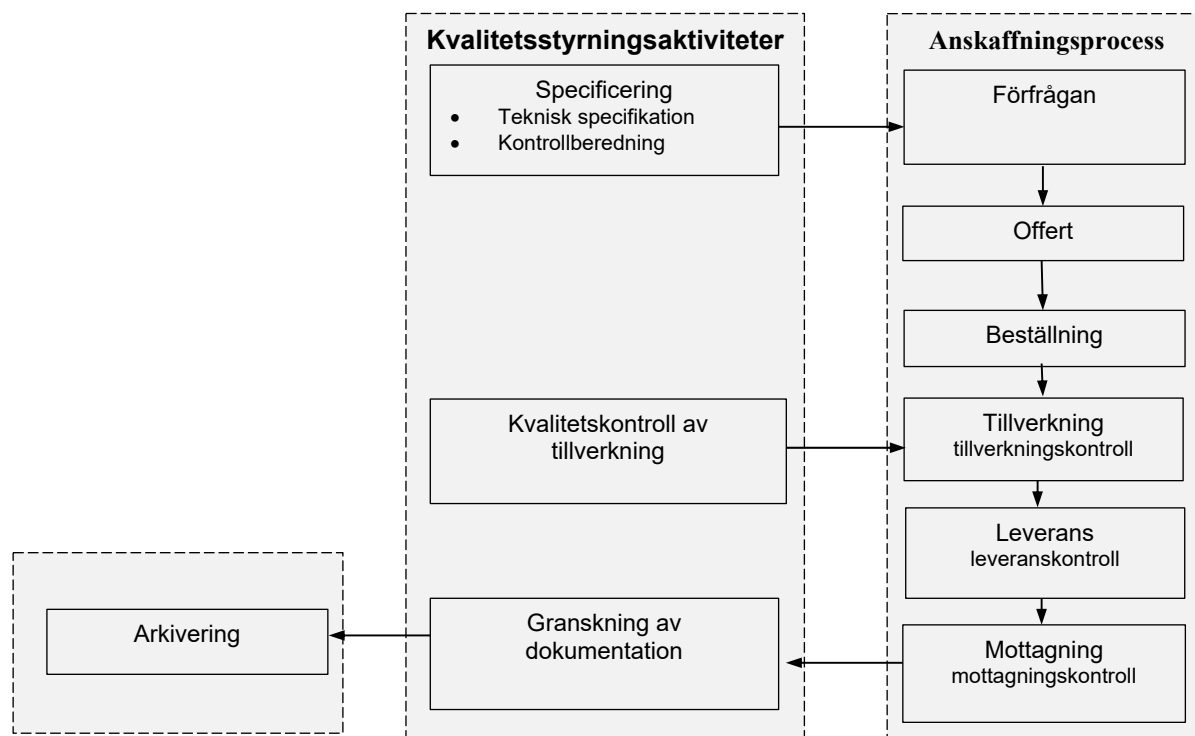 Kvalitetsstyrningsaktiviteter
Specificering
• Teknisk specifikation
• Kontrollberedning
Kvalitetskontroll av
tillverkning
Granskning av
dokumentation
Anskaffningsprocess
Förfrågan
Offert
Beställning
Tillverkning
tillverkningskontroll
Leverans
leveranskontroll
Mottagning
mottagningskontroll
Arkivering